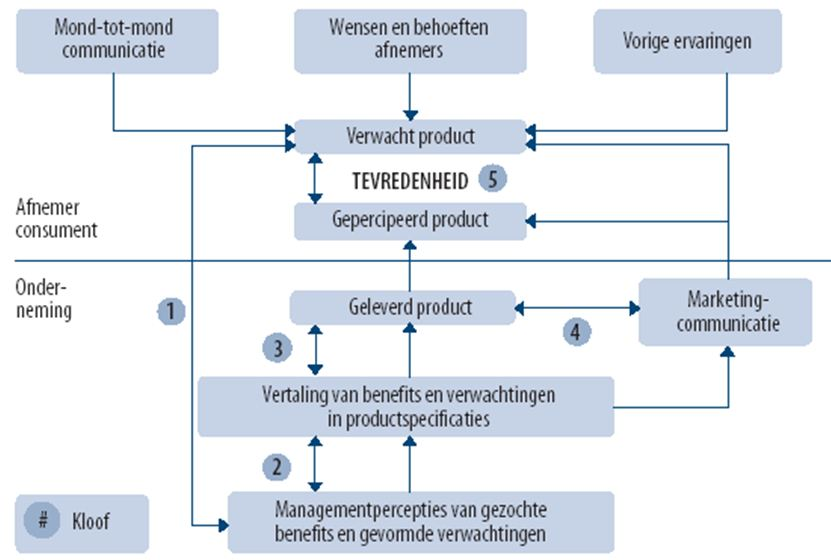 Mond-tot-mond
communicatie
Wensen en behoeften
afnemers
Vorige ervaringen
Verwacht product
TEVREDENHEID 5
Afnemer
consument
Gepercipieerd product
Onder-
neming
1
Geleverd product
Marketing-
communicatie
4
3
Vertaling van benefits en verwachtingen
in productspecificaties
2
Managementpercepties van gezochte
benefits en gevormde verwachtingen
# Kloof